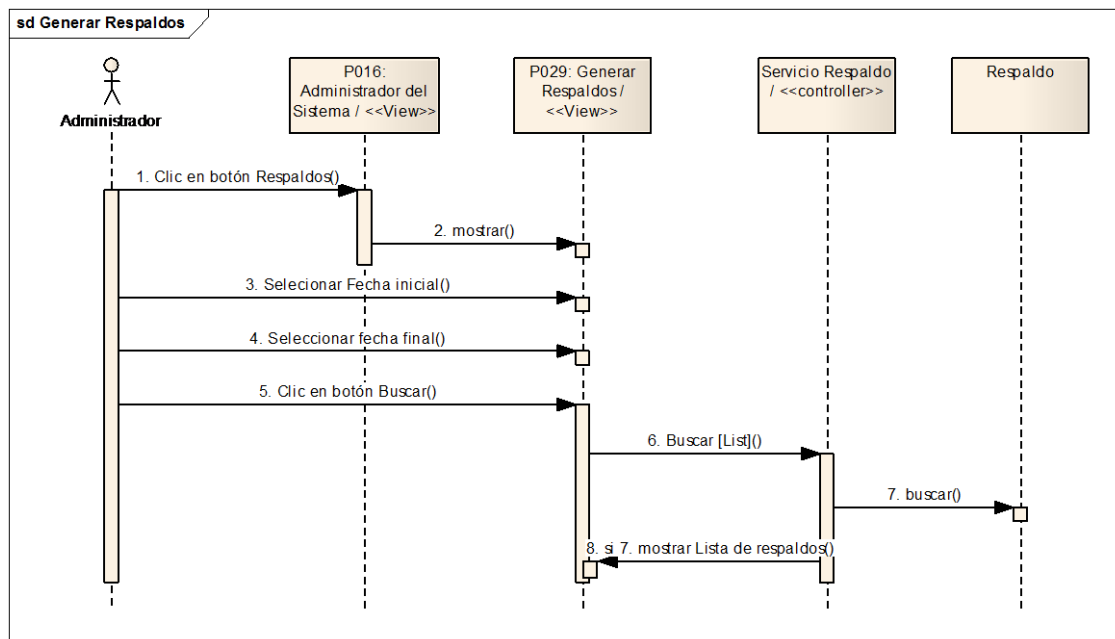 sd Generar Respaldos
Administrador
P016:
Administrador del
Sistema / <<View>>
P029: Generar
Respaldos /
<<View>>
Servicio Respaldo
/ <<controller>>
Respaldo
1. Clic en botón Respaldos()
2. mostrar()
3. Selecionar Fecha inicial()
4. Seleccionar fecha final()
5. Clic en botón Buscar()
6. Buscar [List]()
7. buscar()
8. si 7. mostrar Lista de respaldos()